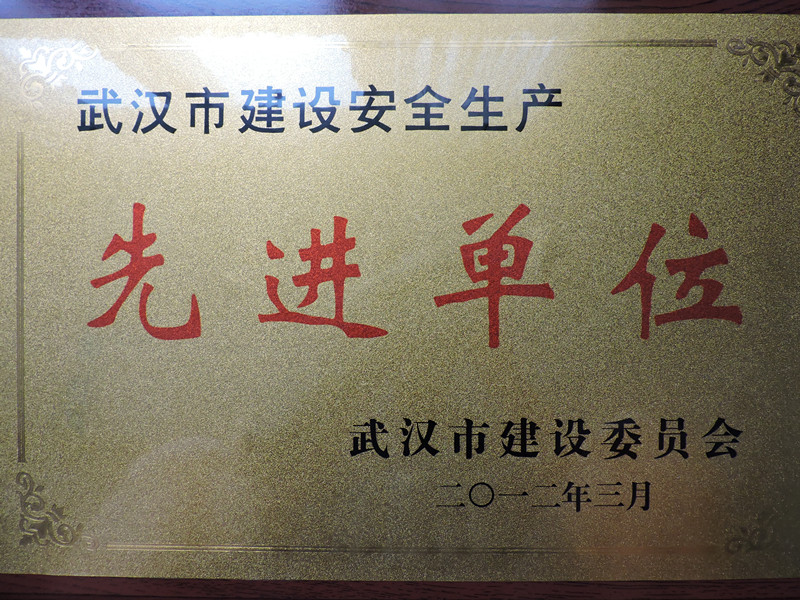 武汉市建设安全生产
先进单位
武汉市建设委员会
二〇一二年三月